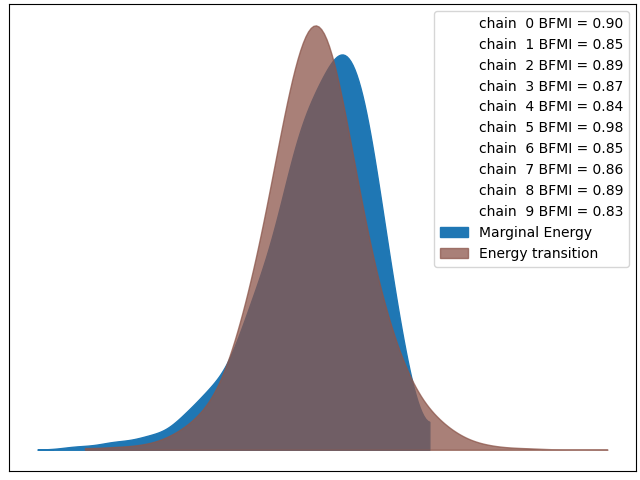 chain  0 BFMI = 0.90
chain  1 BFMI = 0.85
chain  2 BFMI = 0.89
chain  3 BFMI = 0.87
chain  4 BFMI = 0.84
chain  5 BFMI = 0.98
chain  6 BFMI = 0.85
chain  7 BFMI = 0.86
chain  8 BFMI = 0.89
chain  9 BFMI = 0.83
Marginal Energy
Energy transition